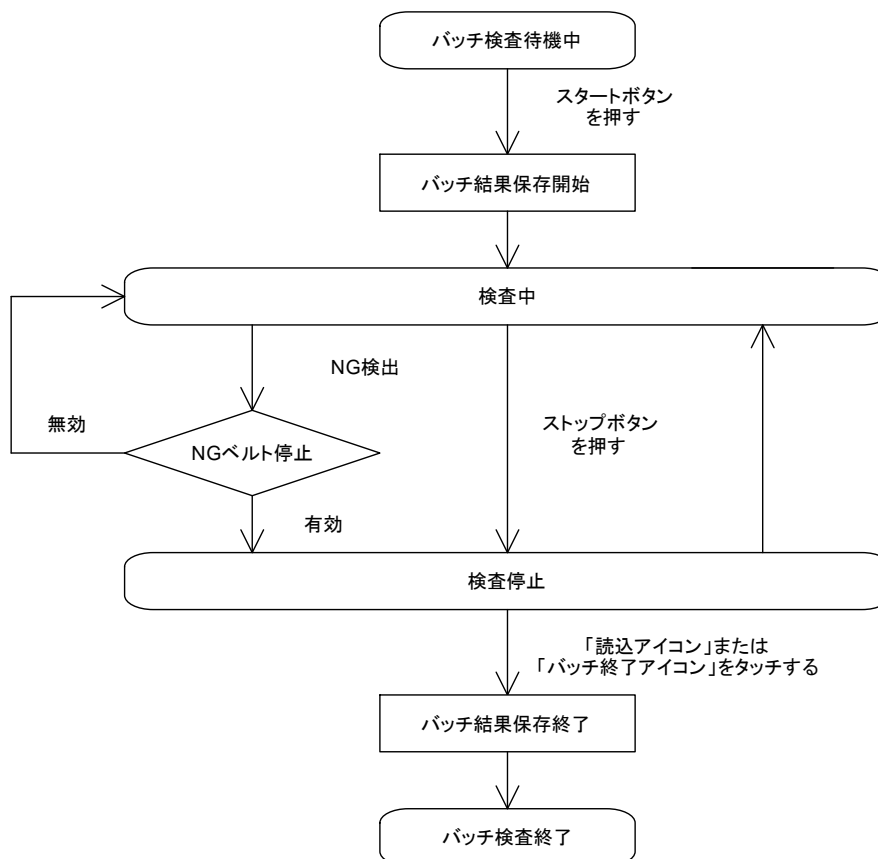 バッチ検査待機中
スタートボタン
を押す
バッチ結果保存開始
検査中
NG検出
無効
NGベルト停止
ストップボタン
を押す
有効
検査停止
「読込アイコン」または
「バッチ終了アイコン」をタッチする
バッチ結果保存終了
バッチ検査終了